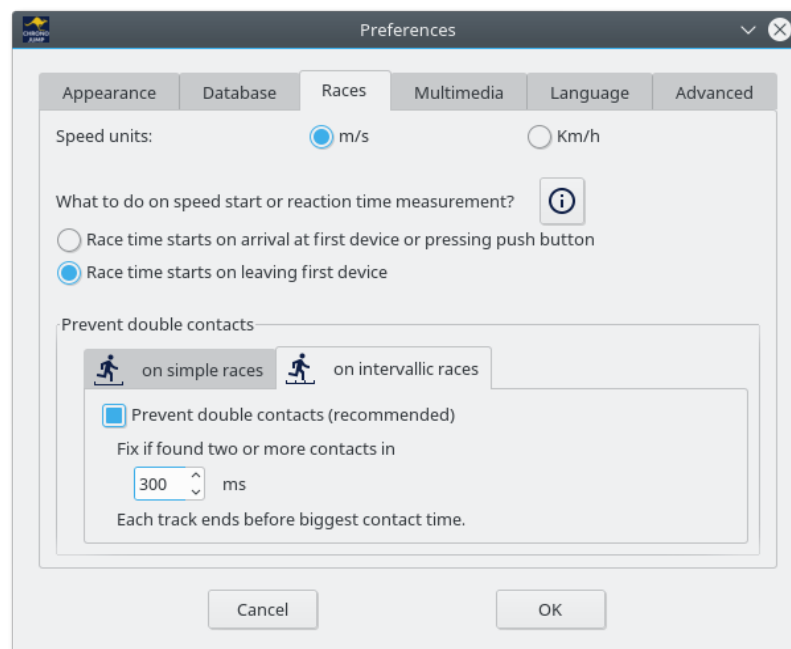 CHRONO
JUMP
Preferences
Appearance Database Races Multimedia Language Advanced
Speed units: m/s Km/h
What to do on speed start or reaction time measurement?
Race time starts on arrival at first device or pressing push button
Race time starts on leaving first device
Prevent double contacts
on simple races on intervallic races
Prevent double contacts (recommended)
Fix if found two or more contacts in
300 ms
Each track ends before biggest contact time.
Cancel OK